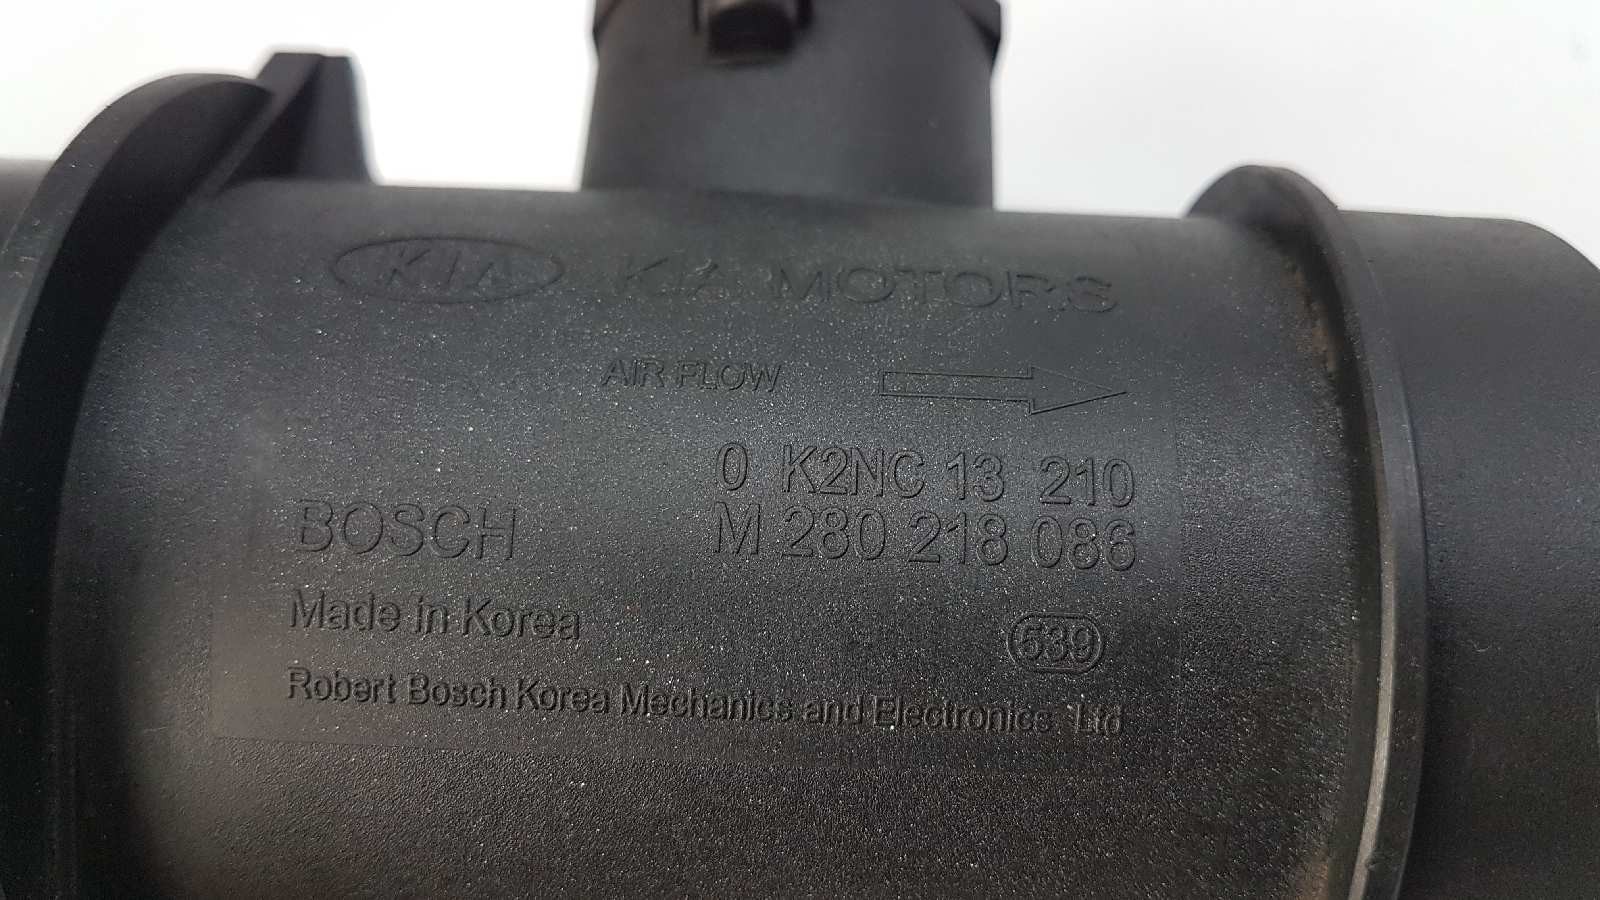 KIA KIA MOTORS
AIR FLOW
0 K2NC 13 210
BOSCH M 280 218 086
Made in Korea
539
Robert Bosch Korea Mechanics and Electronics Ltd